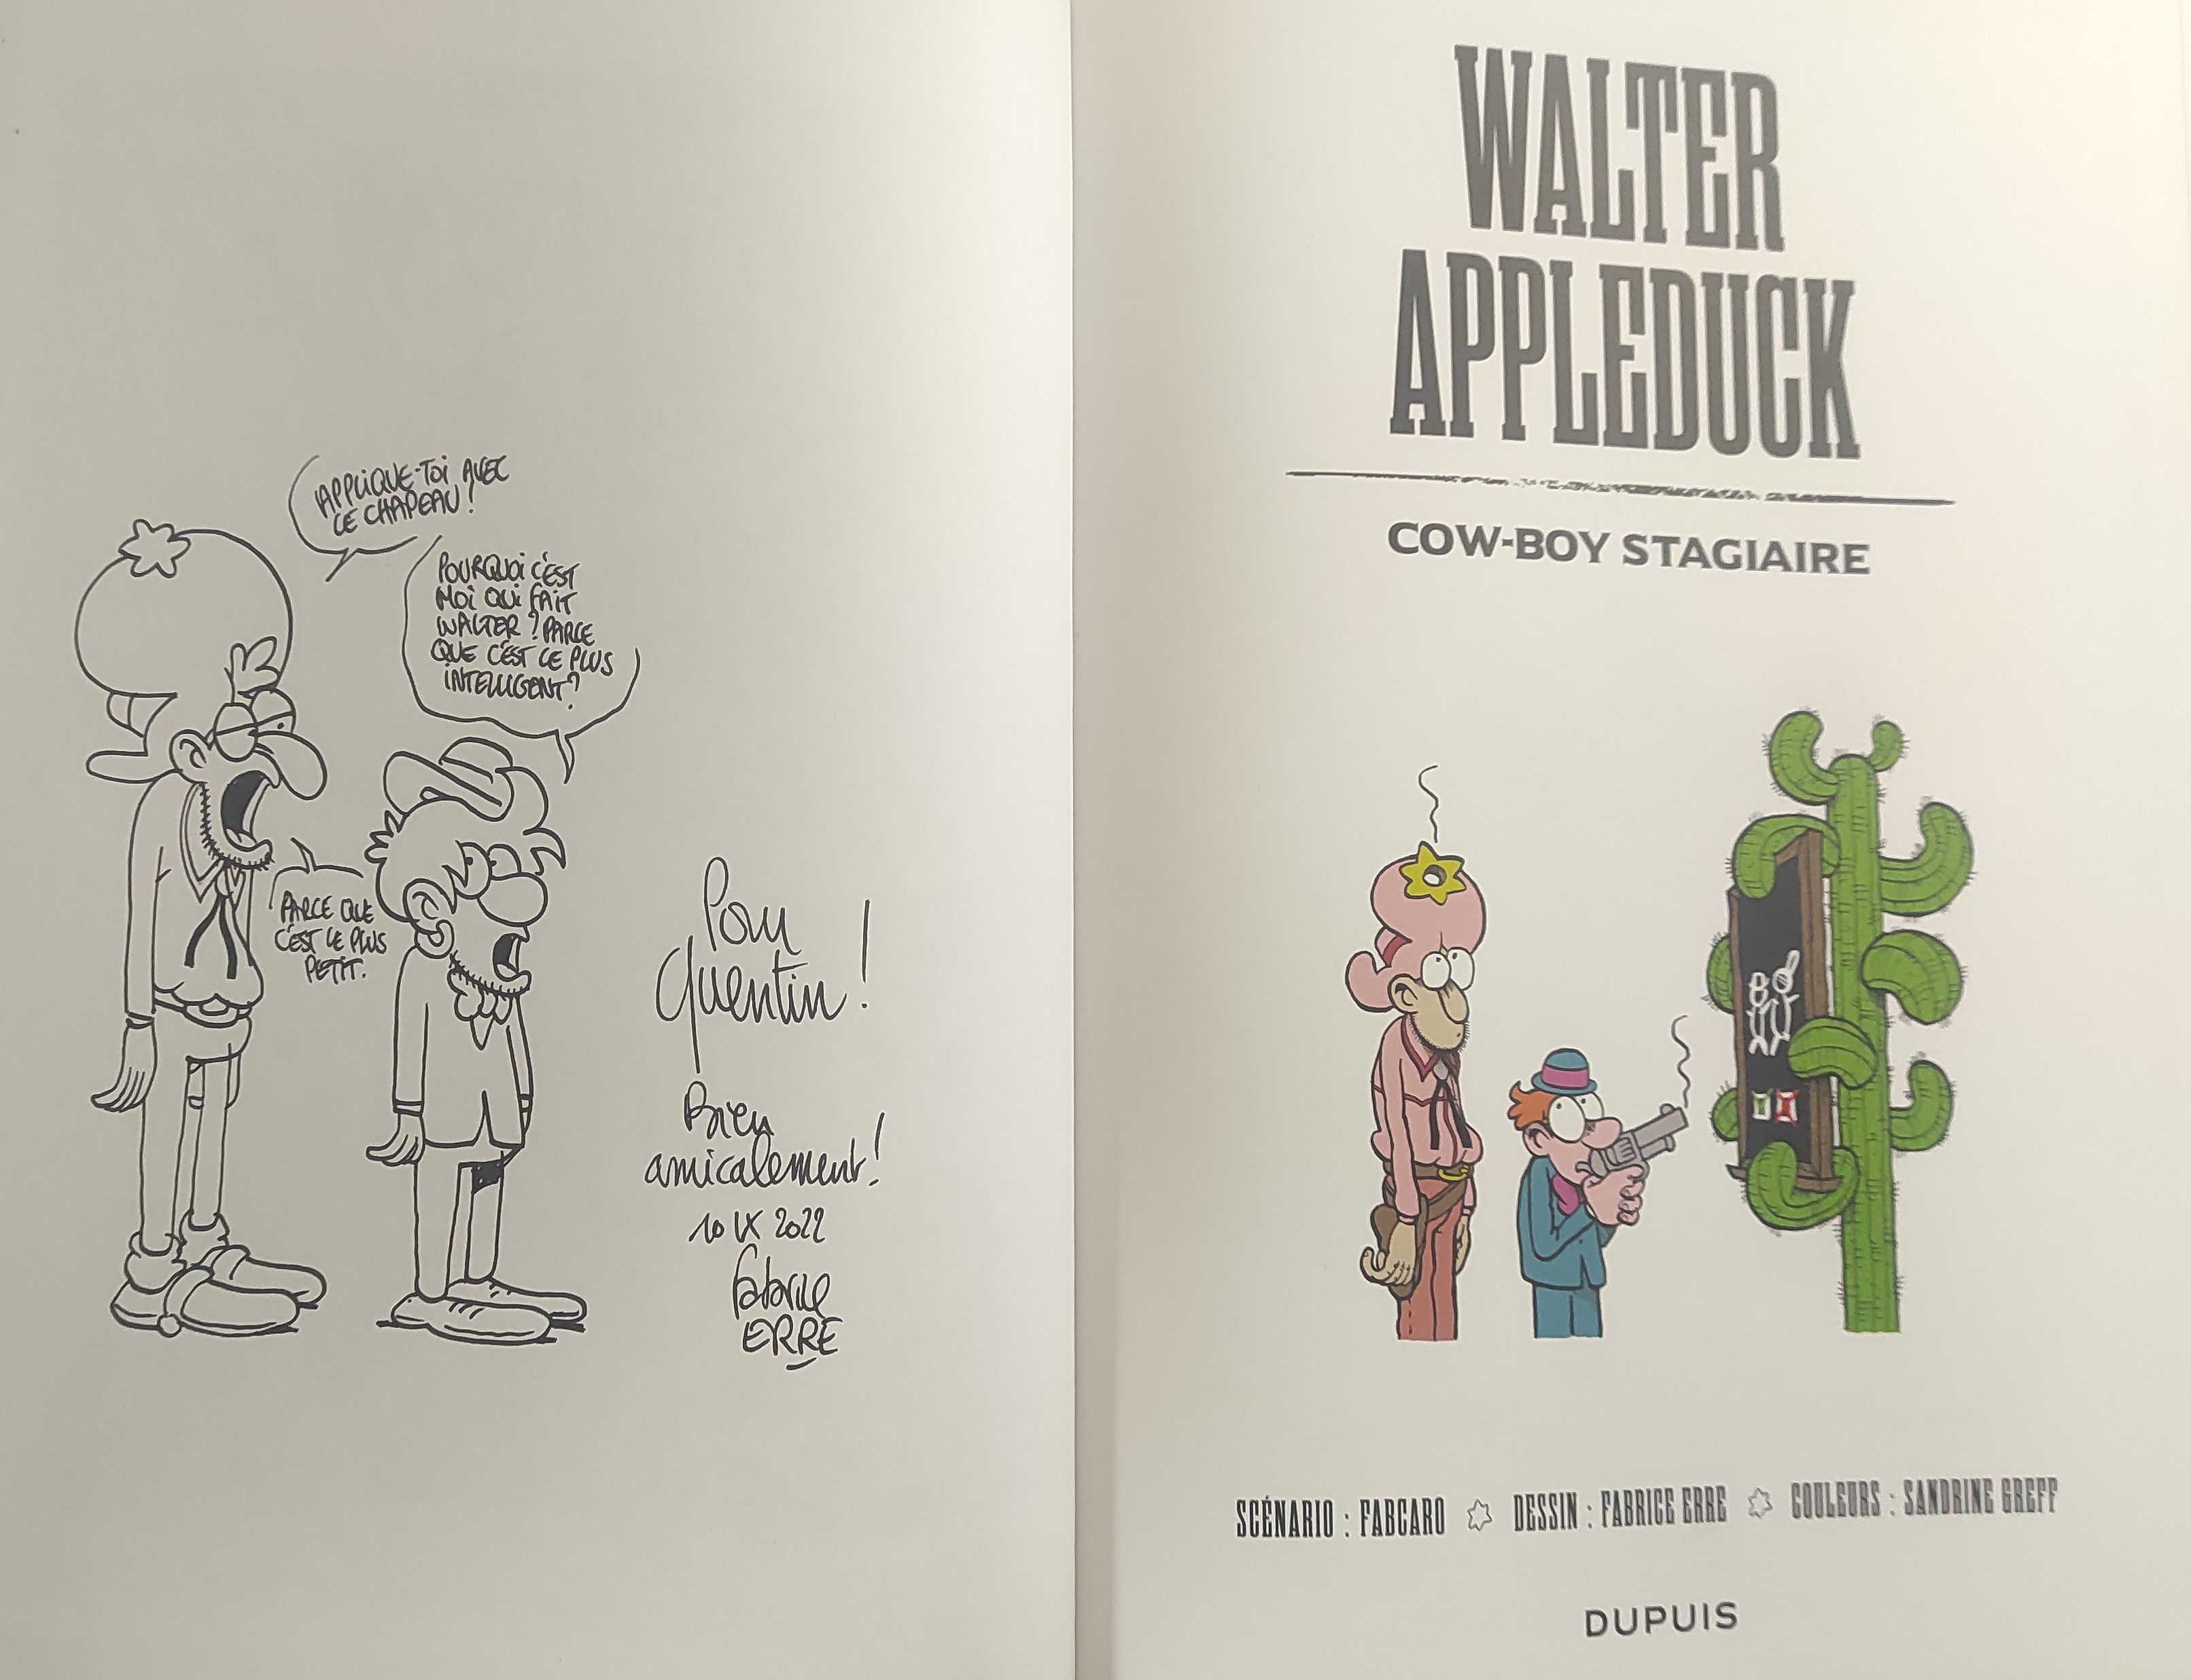 APPLIQUE-TOI AVEC
LE CHAPEAU !
POURQUOI C'EST
MOI QUI FAIT
WALTER ? PARCE
QUE C'EST LE PLUS
INTELLIGENT ?
PARCE QUE
C'EST LE PLUS
PETIT.
Pour
Quentin !
Bien
amicalement !
10 IX 2022
Fabrice
ERRE
WALTER
APPLEDUCK
COW-BOY STAGIAIRE
SCÉNARIO : FABCARO DESSIN : FABRICE ERRE COULEURS : SANDRINE GREFF
DUPUIS